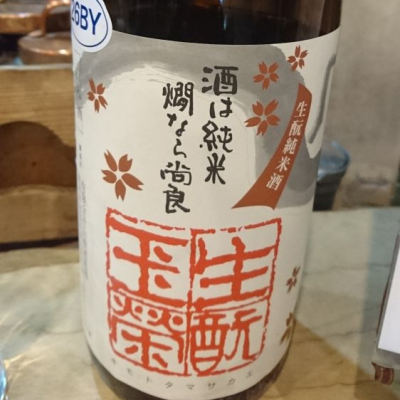 26BY
酒は純米
燗なら尚良
生酛純米酒
生酛
玉榮
キモトタマサカエ